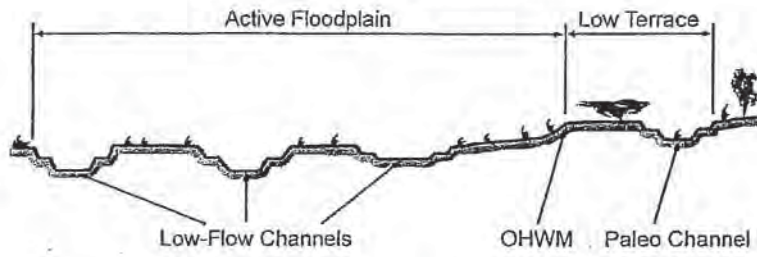 Active Floodplain
Low Terrace
Low-Flow Channels
OHWM
Paleo Channel